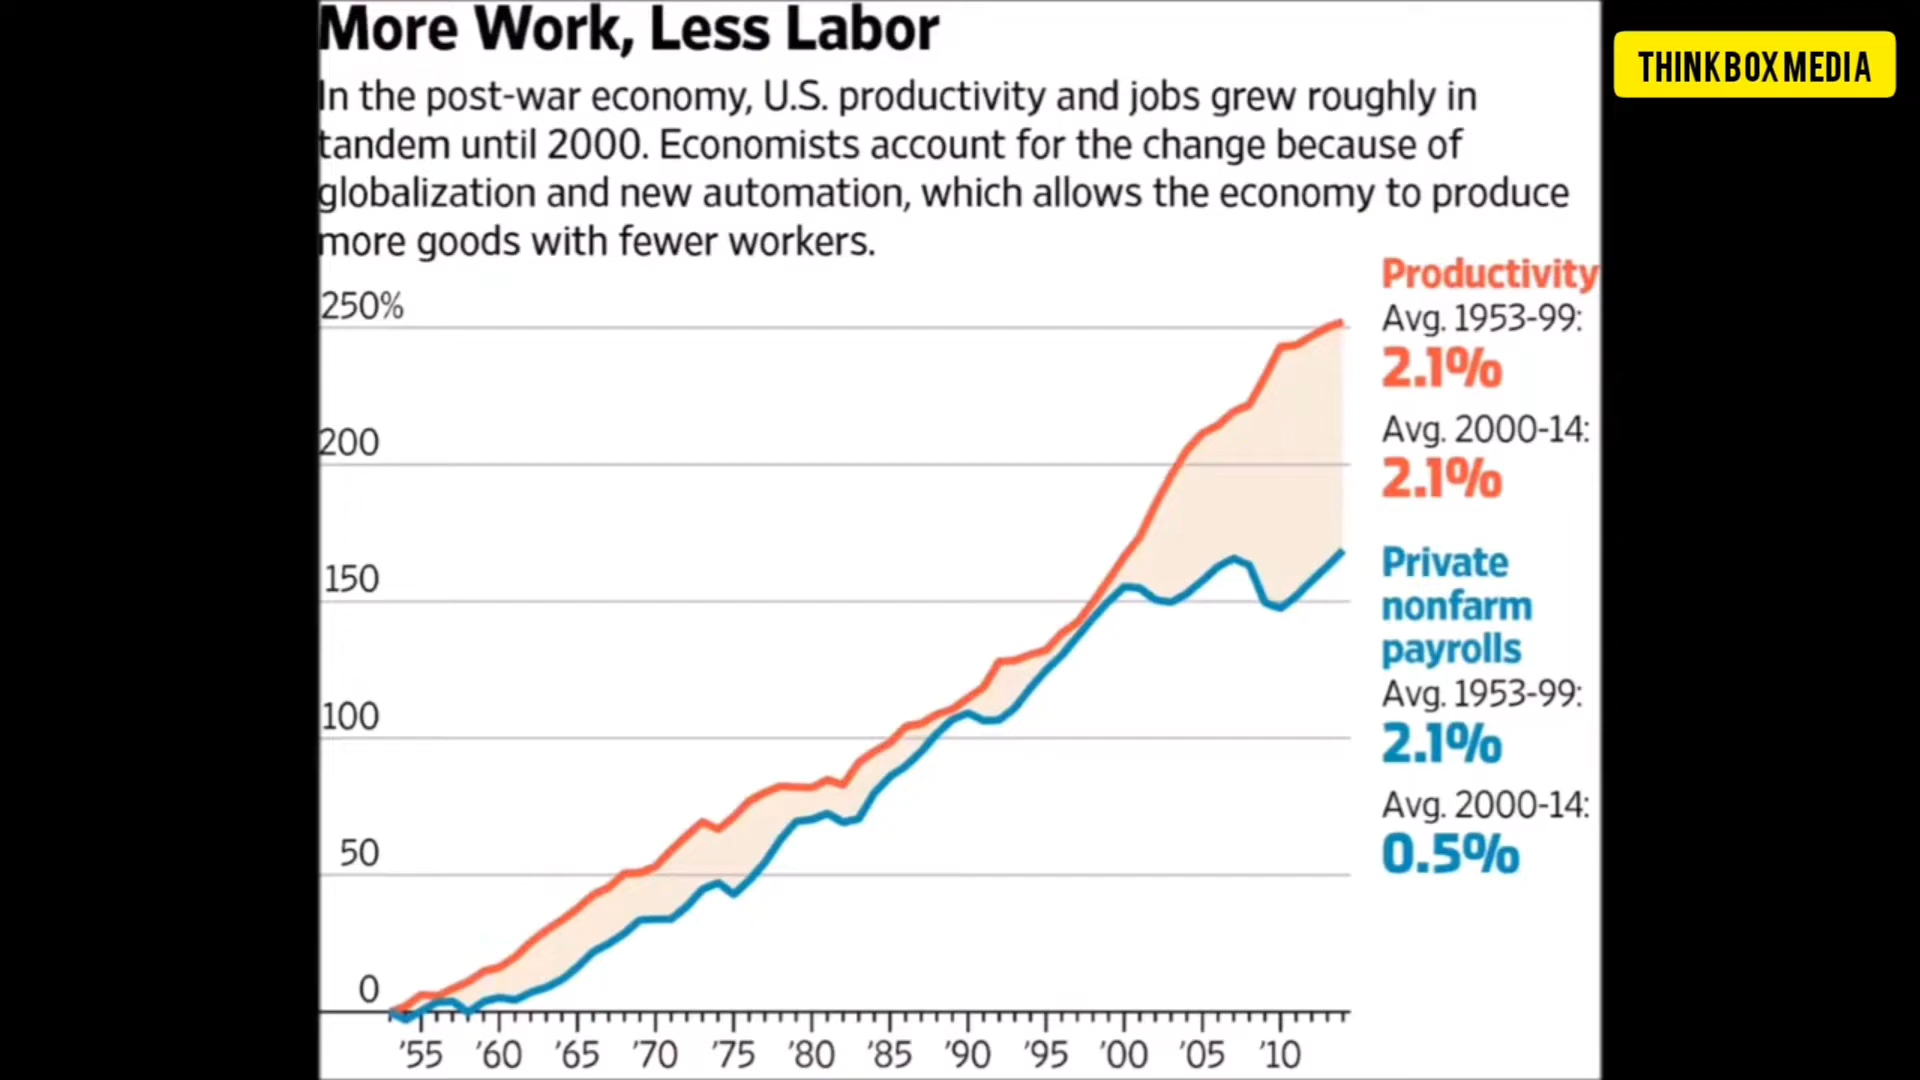 More Work, Less Labor
THINKBOXMEDIA
In the post-war economy, U.S. productivity and jobs grew roughly in
tandem until 2000. Economists account for the change because of
globalization and new automation, which allows the economy to produce
more goods with fewer workers.
Productivity
Avg. 1953-99:
2.1%
Avg. 2000-14:
2.1%
Private
nonfarm
payrolls
Avg. 1953-99:
2.1%
Avg. 2000-14:
0.5%
250%
200
150
100
50
0
'55 '60 '65 '70 '75 '80 '85 '90 '95 '00 '05 '10